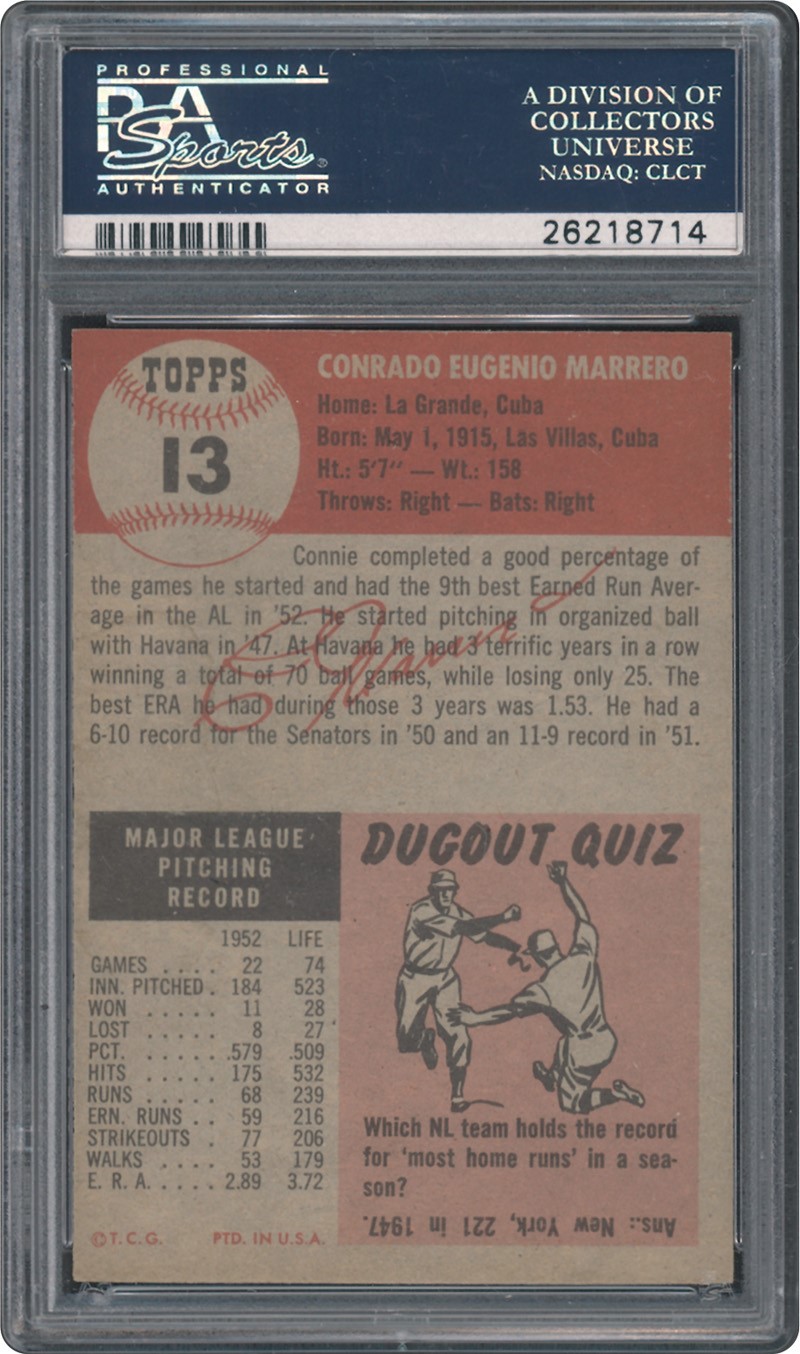 PROFESSIONAL
PSA
Sports®
AUTHENTICATOR
A DIVISION OF
COLLECTORS
UNIVERSE
NASDAQ: CLCT
26218714
TOPPS
13
CONRADO EUGENIO MARRERO
Home: La Grande, Cuba
Born: May 1, 1915, Las Villas, Cuba
Ht.: 5'7" — Wt.: 158
Throws: Right — Bats: Right
Connie completed a good percentage of
the games he started and had the 9th best Earned Run Aver-
age in the AL in '52. He started pitching in organized ball
with Havana in '47. At Havana he had 3 terrific years in a row
winning a total of 70 ball games, while losing only 25. The
best ERA he had during those 3 years was 1.53. He had a
6-10 record for the Senators in '50 and an 11-9 record in '51.
C Marrero
MAJOR LEAGUE
PITCHING
RECORD
1952 LIFE
GAMES .... 22 74
INN. PITCHED . 184 523
WON ..... 11 28
LOST ..... 8 27
PCT. ...... .579 .509
HITS ..... 175 532
RUNS ..... 68 239
ERN. RUNS .. 59 216
STRIKEOUTS . 77 206
WALKS .... 53 179
E. R. A. .... 2.89 3.72
©T.C.G. PTD. IN U.S.A.
DUGOUT QUIZ
Which NL team holds the record
for 'most home runs' in a sea-
son?
Ans.: New York, 221 in 1947.